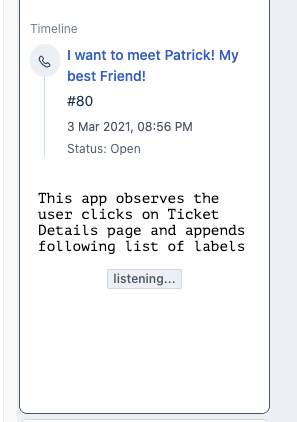 Timeline
I want to meet Patrick! My
best Friend!
#80
3 Mar 2021, 08:56 PM
Status: Open
This app observes the
user clicks on Ticket
Details page and appends
following list of labels
listening...